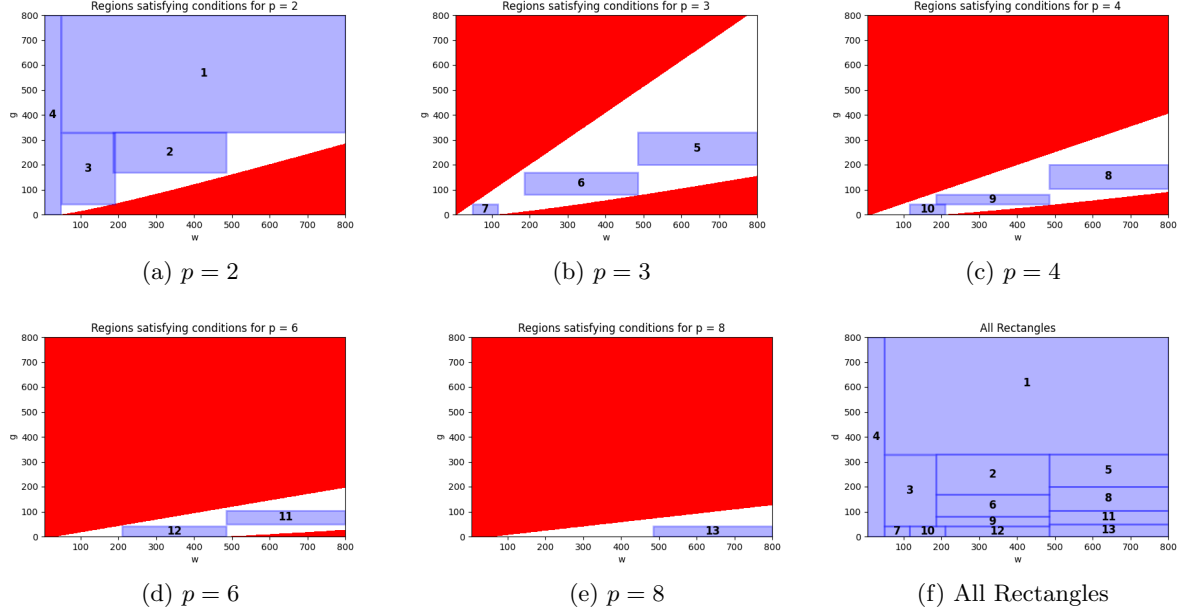 Regions satisfying conditions for p = 2
800
700
600
500
400
300
200
100
0
g
1
2
3
4
100 200 300 400 500 600 700 800
w
(a) p = 2
Regions satisfying conditions for p = 3
800
700
600
500
400
300
200
100
0
g
5
6
7
100 200 300 400 500 600 700 800
w
(b) p = 3
Regions satisfying conditions for p = 4
800
700
600
500
400
300
200
100
0
g
8
9
10
100 200 300 400 500 600 700 800
w
(c) p = 4
Regions satisfying conditions for p = 6
800
700
600
500
400
300
200
100
0
g
11
12
100 200 300 400 500 600 700 800
w
(d) p = 6
Regions satisfying conditions for p = 8
800
700
600
500
400
300
200
100
0
g
13
100 200 300 400 500 600 700 800
w
(e) p = 8
All Rectangles
800
700
600
500
400
300
200
100
0
d
1
4
2
5
3
8
6
11
9
7 10 12 13
100 200 300 400 500 600 700 800
w
(f) All Rectangles